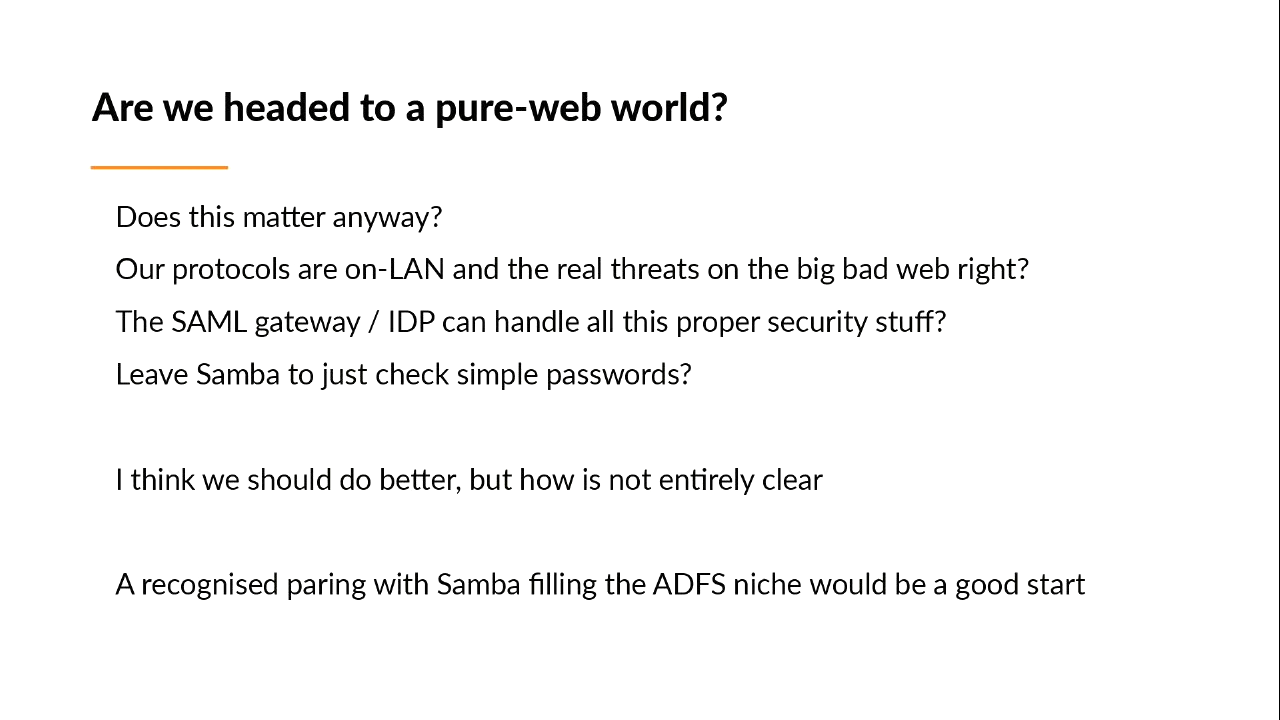 Are we headed to a pure-web world?
Does this matter anyway?
Our protocols are on-LAN and the real threats on the big bad web right?
The SAML gateway / IDP can handle all this proper security stuff?
Leave Samba to just check simple passwords?
I think we should do better, but how is not entirely clear
A recognised paring with Samba filling the ADFS niche would be a good start